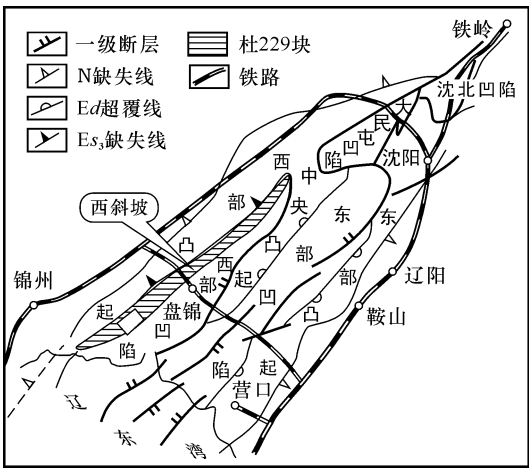 一级断层
杜229块
N缺失线
铁路
Ed超覆线
Es₃缺失线
铁岭
沈北凹陷
大民屯凹陷
沈阳
西部凸起
中央凸起
西部凹陷
东部凹陷
东部凸起
西斜坡
锦州
盘锦
辽阳
鞍山
营口
辽东湾